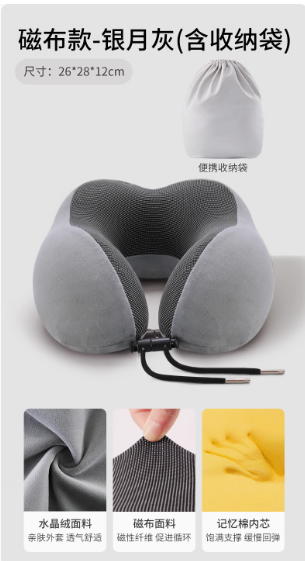 磁布款-银月灰(含收纳袋)
尺寸：26*28*12cm
便携收纳袋
水晶绒面料
亲肤外套 透气舒适
磁布面料
磁性纤维 促进循环
记忆棉内芯
饱满支撑 缓慢回弹